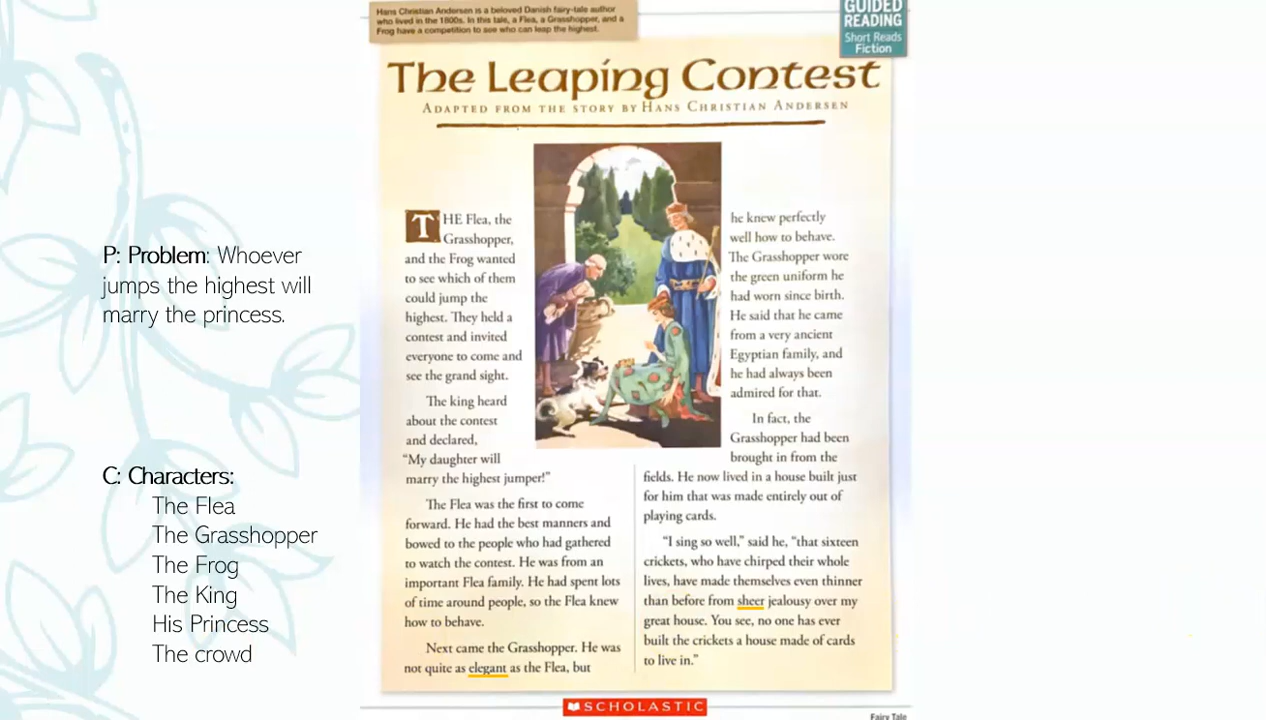 Hans Christian Andersen is a beloved Danish fairy-tale author
who lived in the 1800s. In this tale, a Flea, a Grasshopper, and a
Frog have a competition to see who can leap the highest.
GUIDED
READING
Short Reads
Fiction
The Leaping Contest
ADAPTED FROM THE STORY BY HANS CHRISTIAN ANDERSEN
P: Problem: Whoever
jumps the highest will
marry the princess.
C: Characters:
The Flea
The Grasshopper
The Frog
The King
His Princess
The crowd
THE Flea, the
Grasshopper,
and the Frog wanted
to see which of them
could jump the
highest. They held a
contest and invited
everyone to come and
see the grand sight.
The king heard
about the contest
and declared,
"My daughter will
marry the highest jumper!"
The Flea was the first to come
forward. He had the best manners and
bowed to the people who had gathered
to watch the contest. He was from an
important Flea family. He had spent lots
of time around people, so the Flea knew
how to behave.
Next came the Grasshopper. He was
not quite as elegant as the Flea, but
he knew perfectly
well how to behave.
The Grasshopper wore
the green uniform he
had worn since birth.
He said that he came
from a very ancient
Egyptian family, and
he had always been
admired for that.
In fact, the
Grasshopper had been
brought in from the
fields. He now lived in a house built just
for him that was made entirely out of
playing cards.
"I sing so well," said he, "that sixteen
crickets, who have chirped their whole
lives, have made themselves even thinner
than before from sheer jealousy over my
great house. You see, no one has ever
built the crickets a house made of cards
to live in."
SCHOLASTIC
Fairy Tale